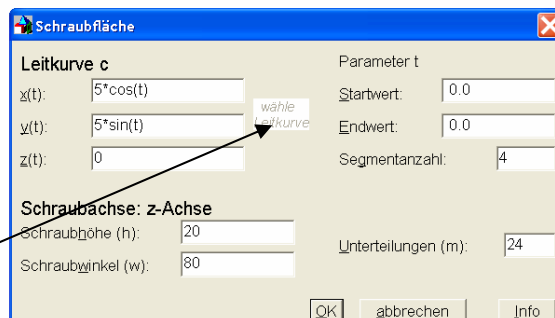 Schraubfläche
Leitkurve c
x(t): 5*cos(t)
y(t): 5*sin(t)
z(t): 0
wähle
Leitkurve
Parameter t
Startwert: 0.0
Endwert: 0.0
Segmentanzahl: 4
Schraubachse: z-Achse
Schraubhöhe (h): 20
Schraubwinkel (w): 80
Unterteilungen (m): 24
OK abbrechen Info